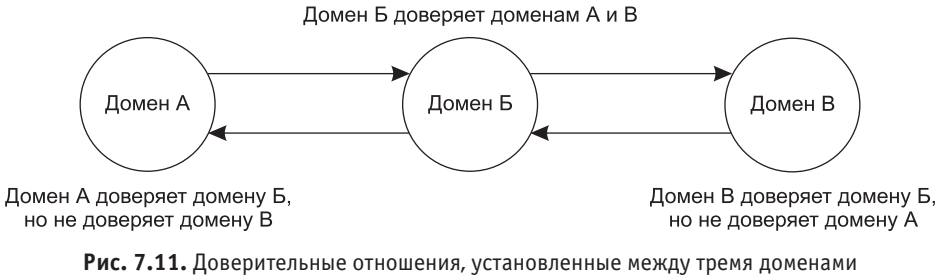 Домен Б доверяет доменам А и В
Домен А
Домен Б
Домен В
Домен А доверяет домену Б,
но не доверяет домену В
Домен В доверяет домену Б,
но не доверяет домену А
Рис. 7.11. Доверительные отношения, установленные между тремя доменами